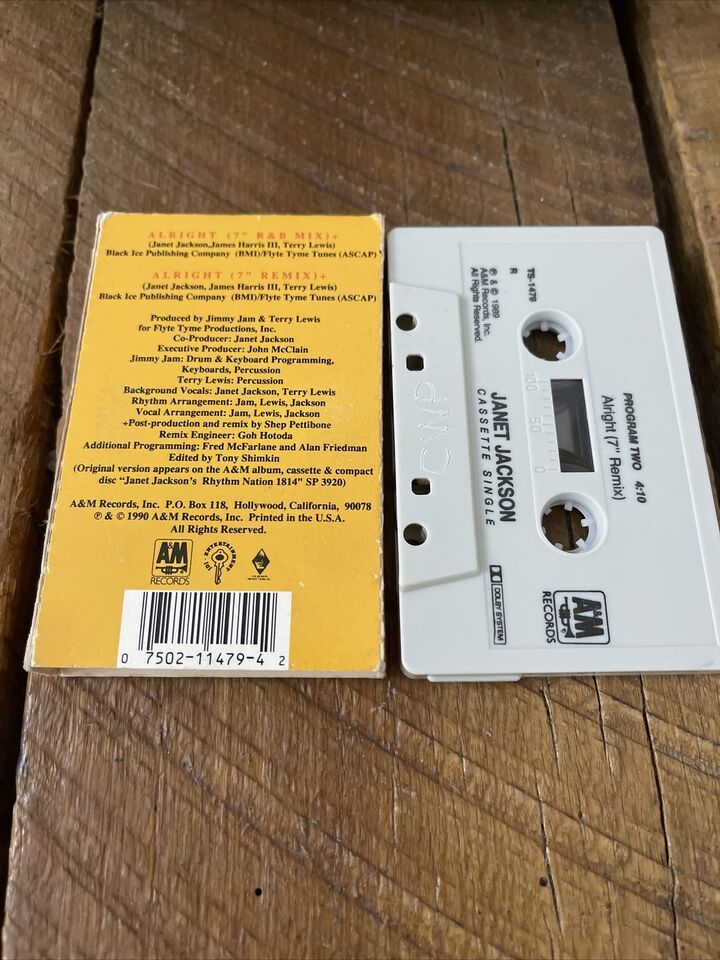 ALRIGHT (7" R&B MIX)+
(Janet Jackson,James Harris III, Terry Lewis)
Black Ice Publishing Company (BMI)/Flyte Tyme Tunes (ASCAP)
ALRIGHT (7" REMIX)+
(Janet Jackson, James Harris III, Terry Lewis)
Black Ice Publishing Company (BMI)/Flyte Tyme Tunes (ASCAP)
Produced by Jimmy Jam & Terry Lewis
for Flyte Tyme Productions, Inc.
Co-Producer: Janet Jackson
Executive Producer: John McClain
Jimmy Jam: Drum & Keyboard Programming,
Keyboards, Percussion
Terry Lewis: Percussion
Background Vocals: Janet Jackson, Terry Lewis
Rhythm Arrangement: Jam, Lewis, Jackson
Vocal Arrangement: Jam, Lewis, Jackson
+Post-production and remix by Shep Pettibone
Remix Engineer: Goh Hotoda
Additional Programming: Fred McFarlane and Alan Friedman
Edited by Tony Shimkin
(Original version appears on the A&M album, cassette & compact
disc "Janet Jackson's Rhythm Nation 1814" SP 3920)
A&M Records, Inc. P.O. Box 118, Hollywood, California, 90078
℗ & © 1990 A&M Records, Inc. Printed in the U.S.A.
All Rights Reserved.
A&M
RECORDS
ENTERTAINMENT
0 7502-11479-4 2
PROGRAM TWO 4:10
Alright (7" Remix)
TS-1479
R
℗ & © 1989
A&M Records, Inc.
All Rights Reserved.
100 50 0
JANET JACKSON
CASSETTE SINGLE
DOLBY SYSTEM
A&M
RECORDS
CWP